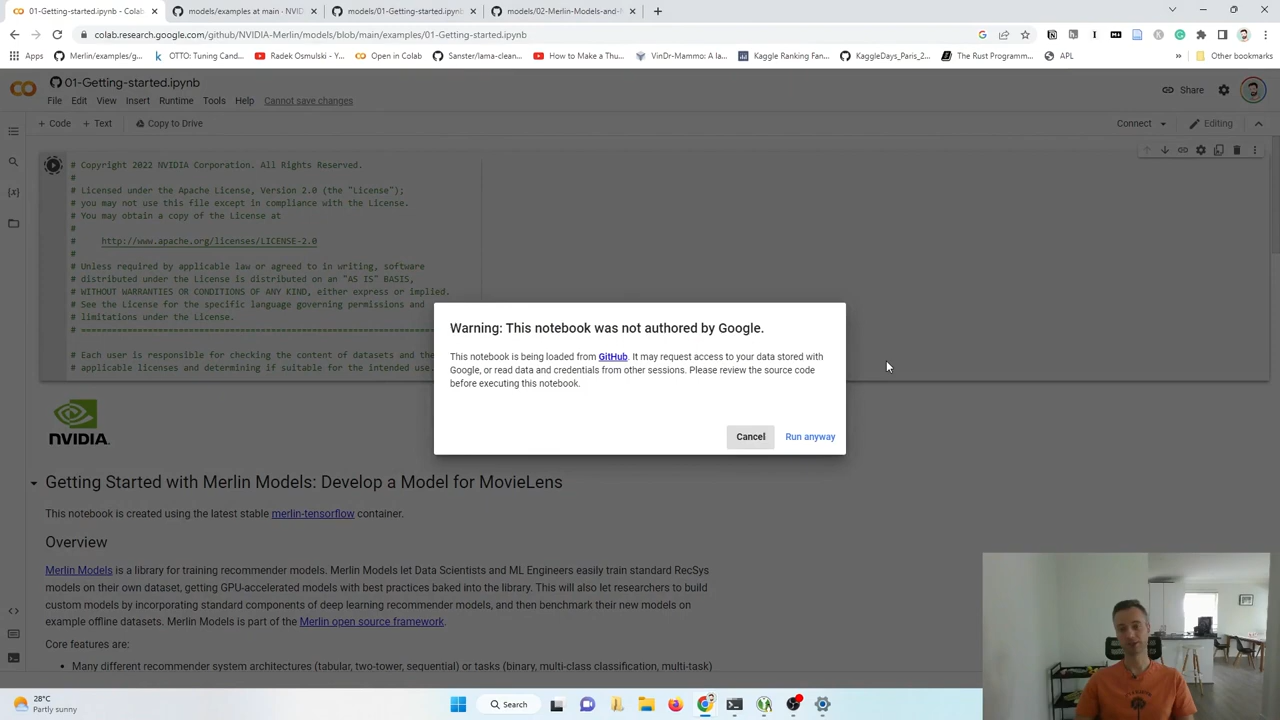 01-Getting-started.ipynb - Colab
models/examples at main · NVID
models/01-Getting-started.ipynb
models/02-Merlin-Models-and-N
colab.research.google.com/github/NVIDIA-Merlin/models/blob/main/examples/01-Getting-started.ipynb
Apps
Merlin/examples/g...
OTTO: Tuning Cand...
Radek Osmulski - Y...
Open in Colab
Sanster/lama-clean...
How to Make a Thu...
VinDr-Mammo: A la...
Kaggle Ranking Fan...
KaggleDays_Paris_2...
The Rust Programm...
APL
»
Other bookmarks
01-Getting-started.ipynb
File Edit View Insert Runtime Tools Help Cannot save changes
Share
+ Code + Text Copy to Drive
Connect
Editing
# Copyright 2022 NVIDIA Corporation. All Rights Reserved.
#
# Licensed under the Apache License, Version 2.0 (the "License");
# you may not use this file except in compliance with the License.
# You may obtain a copy of the License at
#
# http://www.apache.org/licenses/LICENSE-2.0
#
# Unless required by applicable law or agreed to in writing, software
# distributed under the License is distributed on an "AS IS" BASIS,
# WITHOUT WARRANTIES OR CONDITIONS OF ANY KIND, either express or implied.
# See the License for the specific language governing permissions and
# limitations under the License.
# ====================================================================
# Each user is responsible for checking the content of datasets and the
# applicable licenses and determining if suitable for the intended use.
Warning: This notebook was not authored by Google.
This notebook is being loaded from GitHub. It may request access to your data stored with
Google, or read data and credentials from other sessions. Please review the source code
before executing this notebook.
Cancel
Run anyway
NVIDIA.
Getting Started with Merlin Models: Develop a Model for MovieLens
This notebook is created using the latest stable merlin-tensorflow container.
Overview
Merlin Models is a library for training recommender models. Merlin Models let Data Scientists and ML Engineers easily train standard RecSys
models on their own dataset, getting GPU-accelerated models with best practices baked into the library. This will also let researchers to build
custom models by incorporating standard components of deep learning recommender models, and then benchmark their new models on
example offline datasets. Merlin Models is part of the Merlin open source framework.
Core features are:
• Many different recommender system architectures (tabular, two-tower, sequential) or tasks (binary, multi-class classification, multi-task)
28°C
Partly sunny
Search